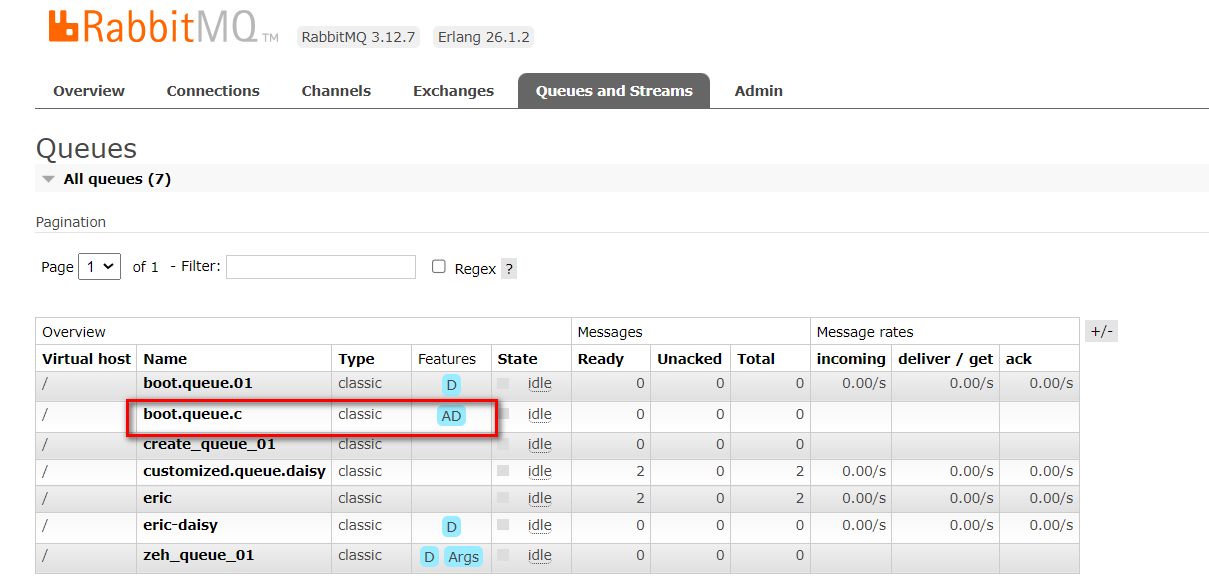 RabbitMQ TM RabbitMQ 3.12.7 Erlang 26.1.2
Overview Connections Channels Exchanges Queues and Streams Admin
Queues
All queues (7)
Pagination
Page 1 of 1 - Filter: Regex ?
Overview Messages Message rates +/-
Virtual host Name Type Features State Ready Unacked Total incoming deliver / get ack
/ boot.queue.01 classic D idle 0 0 0 0.00/s 0.00/s 0.00/s
/ boot.queue.c classic AD idle 0 0 0
/ create_queue_01 classic idle 0 0 0
/ customized.queue.daisy classic idle 2 0 2 0.00/s 0.00/s 0.00/s
/ eric classic idle 2 0 2 0.00/s 0.00/s 0.00/s
/ eric-daisy classic D idle 0 0 0 0.00/s 0.00/s 0.00/s
/ zeh_queue_01 classic D Args idle 0 0 0